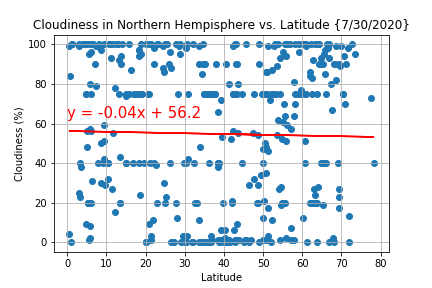 Cloudiness in Northern Hempisphere vs. Latitude {7/30/2020}
100
80
60
40
20
0
Cloudiness (%)
y = -0.04x + 56.2
0 10 20 30 40 50 60 70 80
Latitude